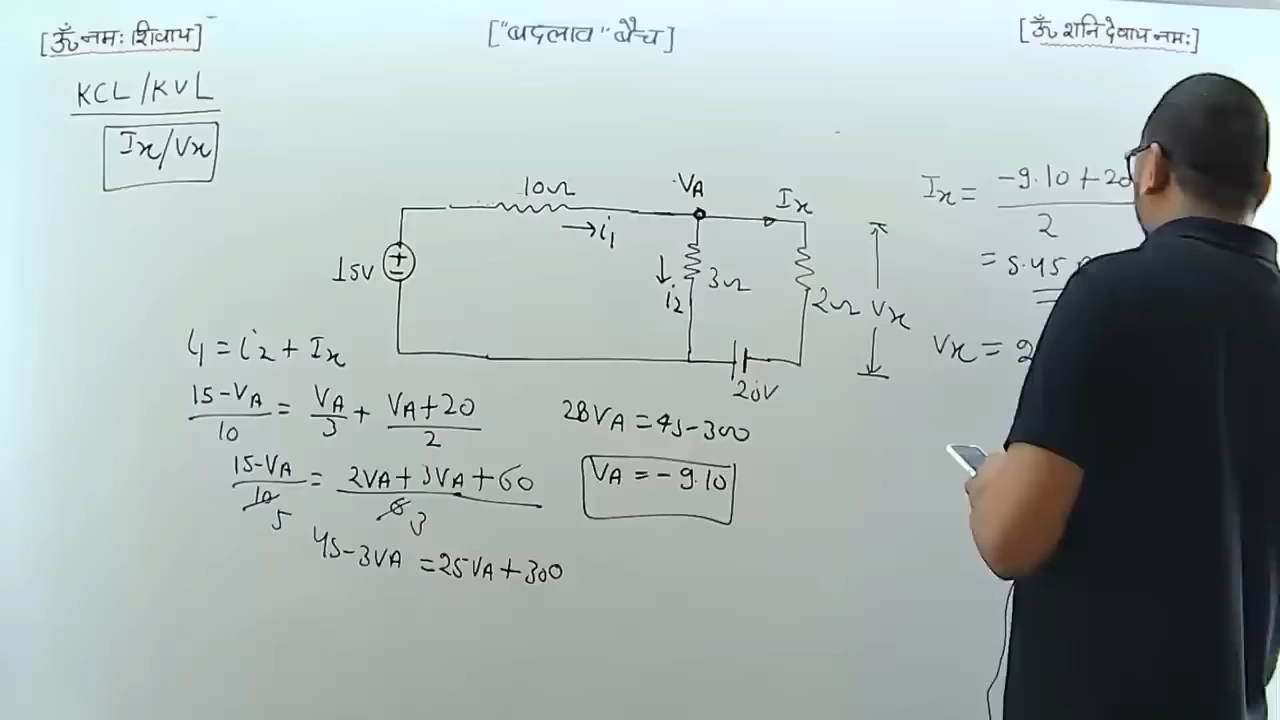 [ॐ नमः शिवाय]
["बदलाव" बैच]
[ॐ शनि देवाय नमः]
KCL/KVL
Ix/Vx
10Ω
VA
Ix
→i1
15V
+
−
↓
i2
3Ω
2Ω
Vx
20V
i1 = i2 + Ix
15-VA/10 = VA/3 + VA+20/2
15-VA/10 5 = 2VA+3VA+60/6 3
45-3VA = 25VA+300
28VA = 45-300
VA = -9.10
Ix = -9.10+20/2
= 5.45
Vx =